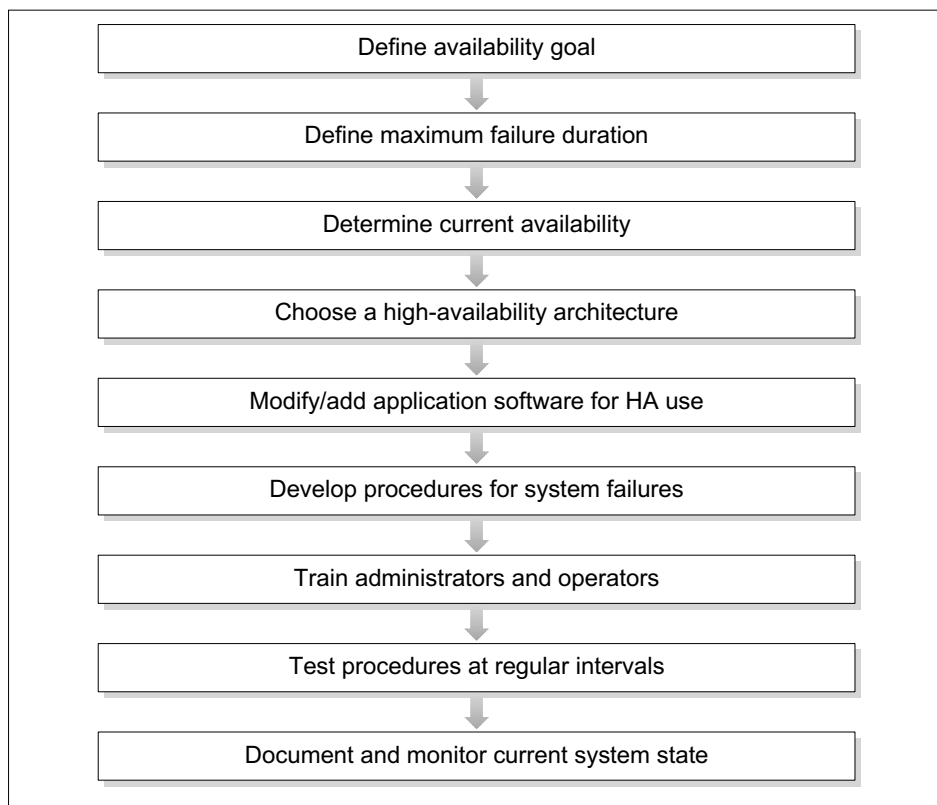 Define availability goal
Define maximum failure duration
Determine current availability
Choose a high-availability architecture
Modify/add application software for HA use
Develop procedures for system failures
Train administrators and operators
Test procedures at regular intervals
Document and monitor current system state